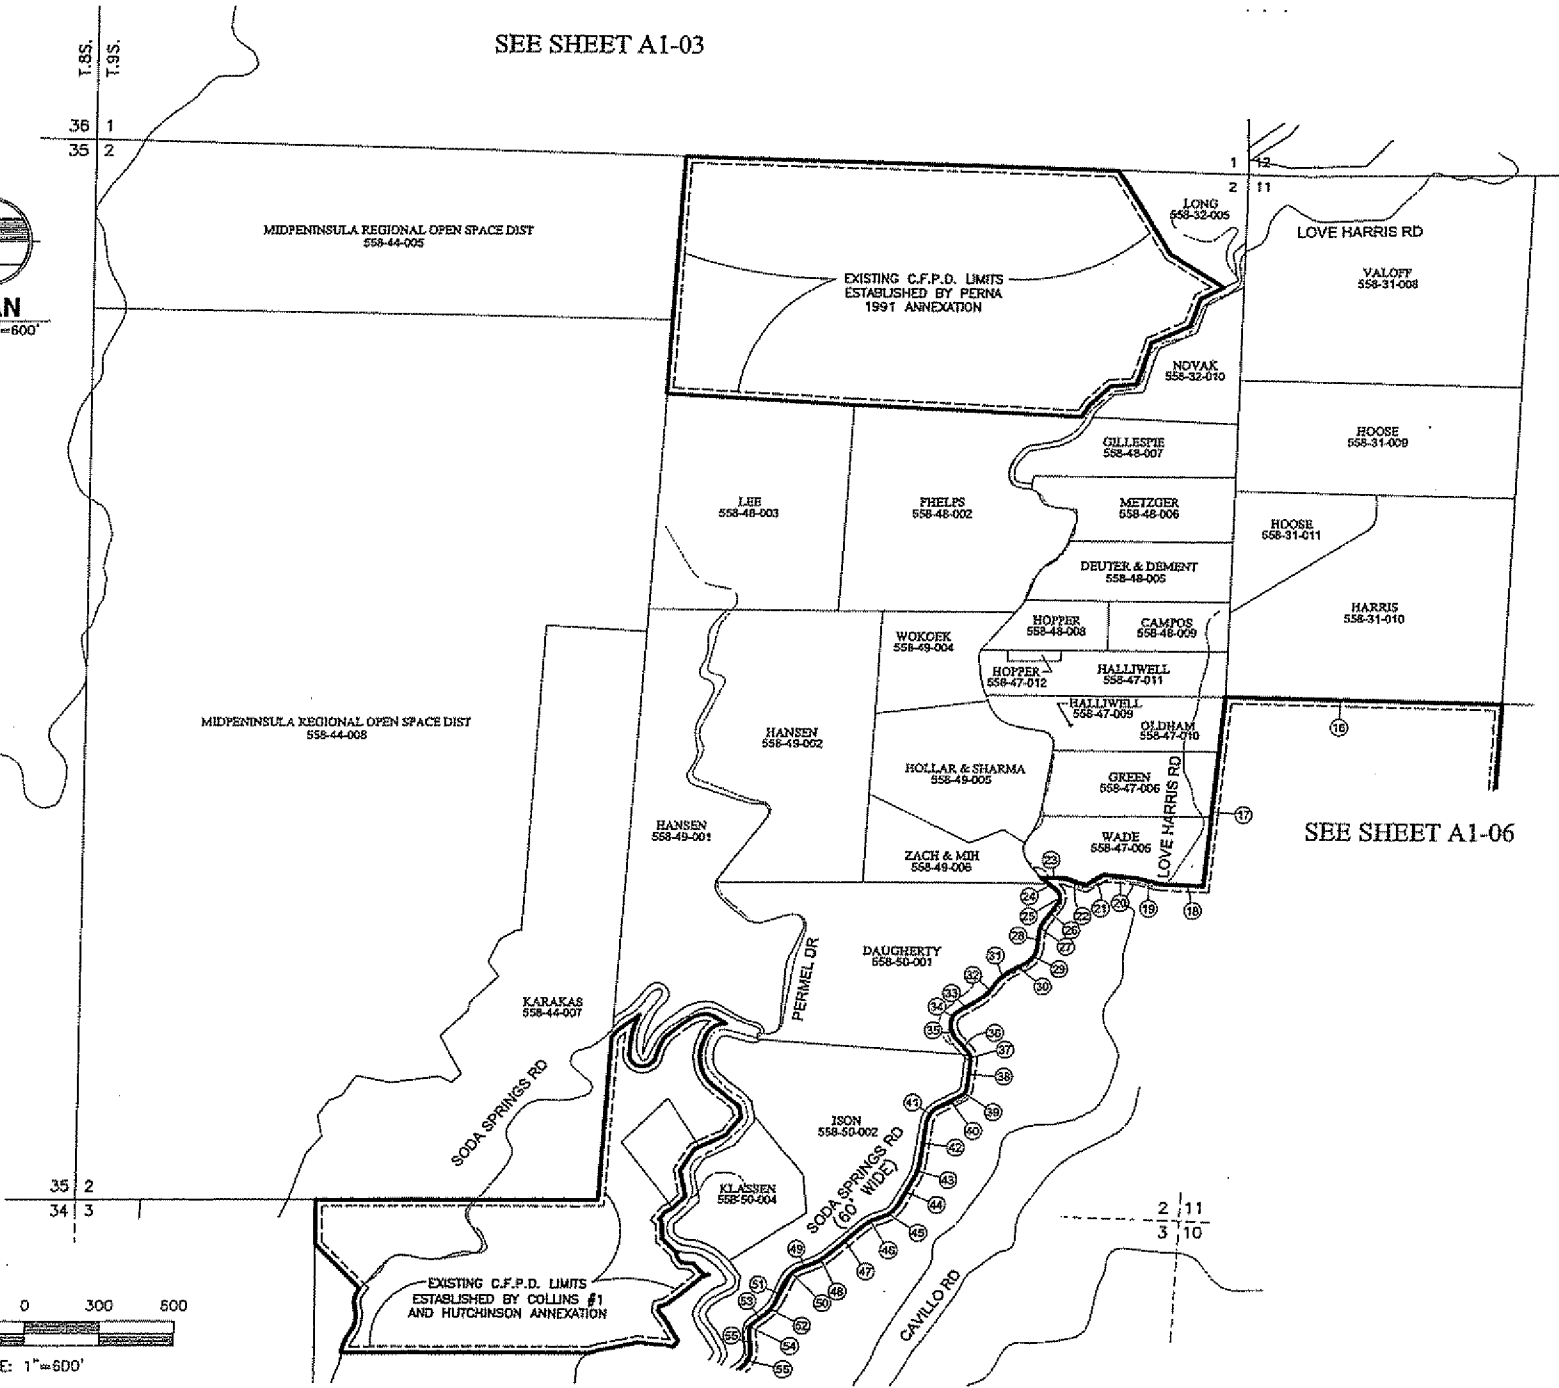 SEE SHEET A1-03
T.8S.
T.9S.
36 1
35 2
1 12
2 11
LONG
558-32-005
LOVE HARRIS RD
MIDPENINSULA REGIONAL OPEN SPACE DIST
558-44-005
EXISTING C.F.P.D. LIMITS
ESTABLISHED BY PERNA
1991 ANNEXATION
VALOFF
558-31-008
AN
=600'
NOVAK
558-32-010
GILLESPIE
558-48-007
HOOSE
558-31-009
LEE
558-48-003
PHELPS
558-48-002
METZGER
558-48-006
HOOSE
558-31-011
DEUTER & DEMENT
558-48-005
HARRIS
558-31-010
HOPPER
558-48-008
CAMPOS
558-48-009
WOKOEK
558-49-004
HOPPER
558-47-012
HALLIWELL
558-47-011
HALLIWELL
558-47-009
OLDHAM
558-47-010
MIDPENINSULA REGIONAL OPEN SPACE DIST
558-44-008
HANSEN
558-49-002
HOLLAR & SHARMA
558-49-005
GREEN
558-47-006
LOVE HARRIS RD
16
17
SEE SHEET A1-06
HANSEN
558-49-001
WADE
558-47-005
ZACH & MIH
558-49-006
23
24
25
22
21
20
19
18
26
27
28
29
30
31
32
33
34
35
36
37
38
39
40
41
42
43
44
45
46
47
48
49
50
51
52
53
54
55
55
DAUGHERTY
558-50-001
PERMEL DR
KARAKAS
558-44-007
SODA SPRINGS RD
ISON
558-50-002
SODA SPRINGS RD
(60' WIDE)
KLASSEN
558-50-004
35 2
34 3
2 11
3 10
CAVILLO RD
EXISTING C.F.P.D. LIMITS
ESTABLISHED BY COLLINS #1
AND HUTCHINSON ANNEXATION
0 300 600
E: 1"=600'